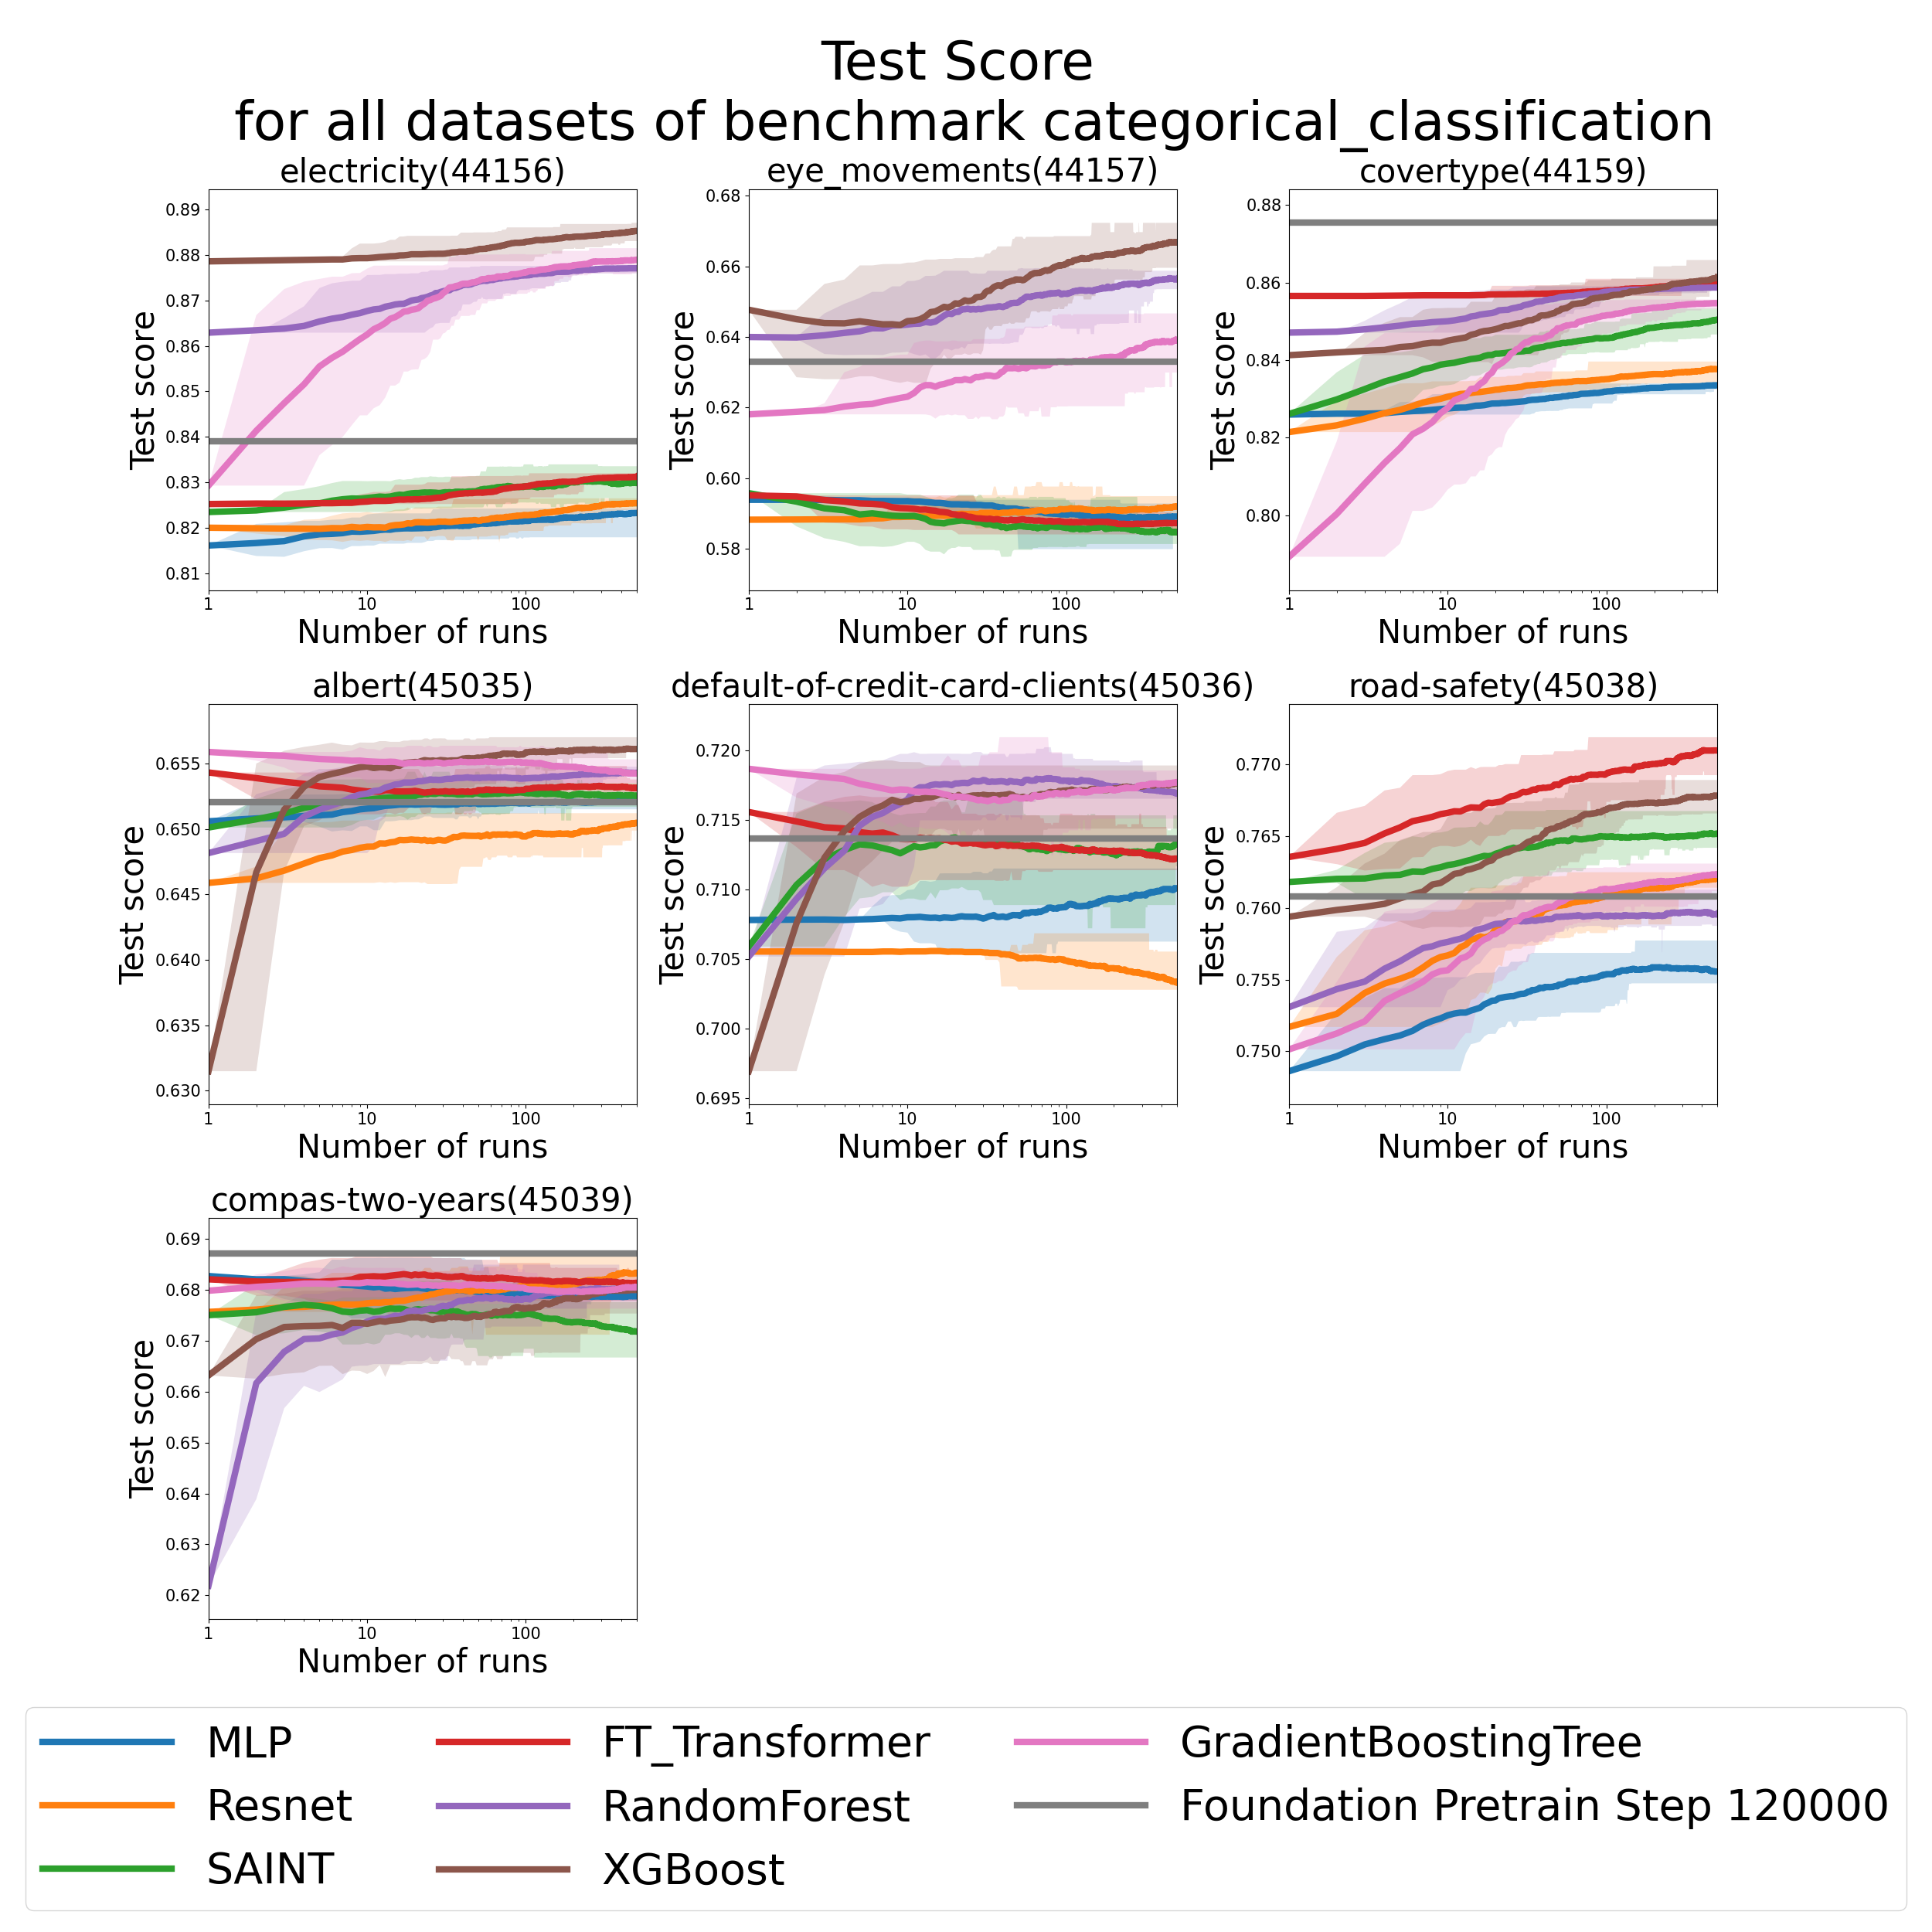 Test Score
for all datasets of benchmark categorical_classification
electricity(44156)
eye_movements(44157)
covertype(44159)
Test score
0.89
0.88
0.87
0.86
0.85
0.84
0.83
0.82
0.81
1 10 100
Number of runs
Test score
0.68
0.66
0.64
0.62
0.60
0.58
1 10 100
Number of runs
Test score
0.88
0.86
0.84
0.82
0.80
1 10 100
Number of runs
albert(45035)
default-of-credit-card-clients(45036)
road-safety(45038)
Test score
0.655
0.650
0.645
0.640
0.635
0.630
1 10 100
Number of runs
Test score
0.720
0.715
0.710
0.705
0.700
0.695
1 10 100
Number of runs
Test score
0.770
0.765
0.760
0.755
0.750
1 10 100
Number of runs
compas-two-years(45039)
Test score
0.69
0.68
0.67
0.66
0.65
0.64
0.63
0.62
1 10 100
Number of runs
MLP
Resnet
SAINT
FT_Transformer
RandomForest
XGBoost
GradientBoostingTree
Foundation Pretrain Step 120000